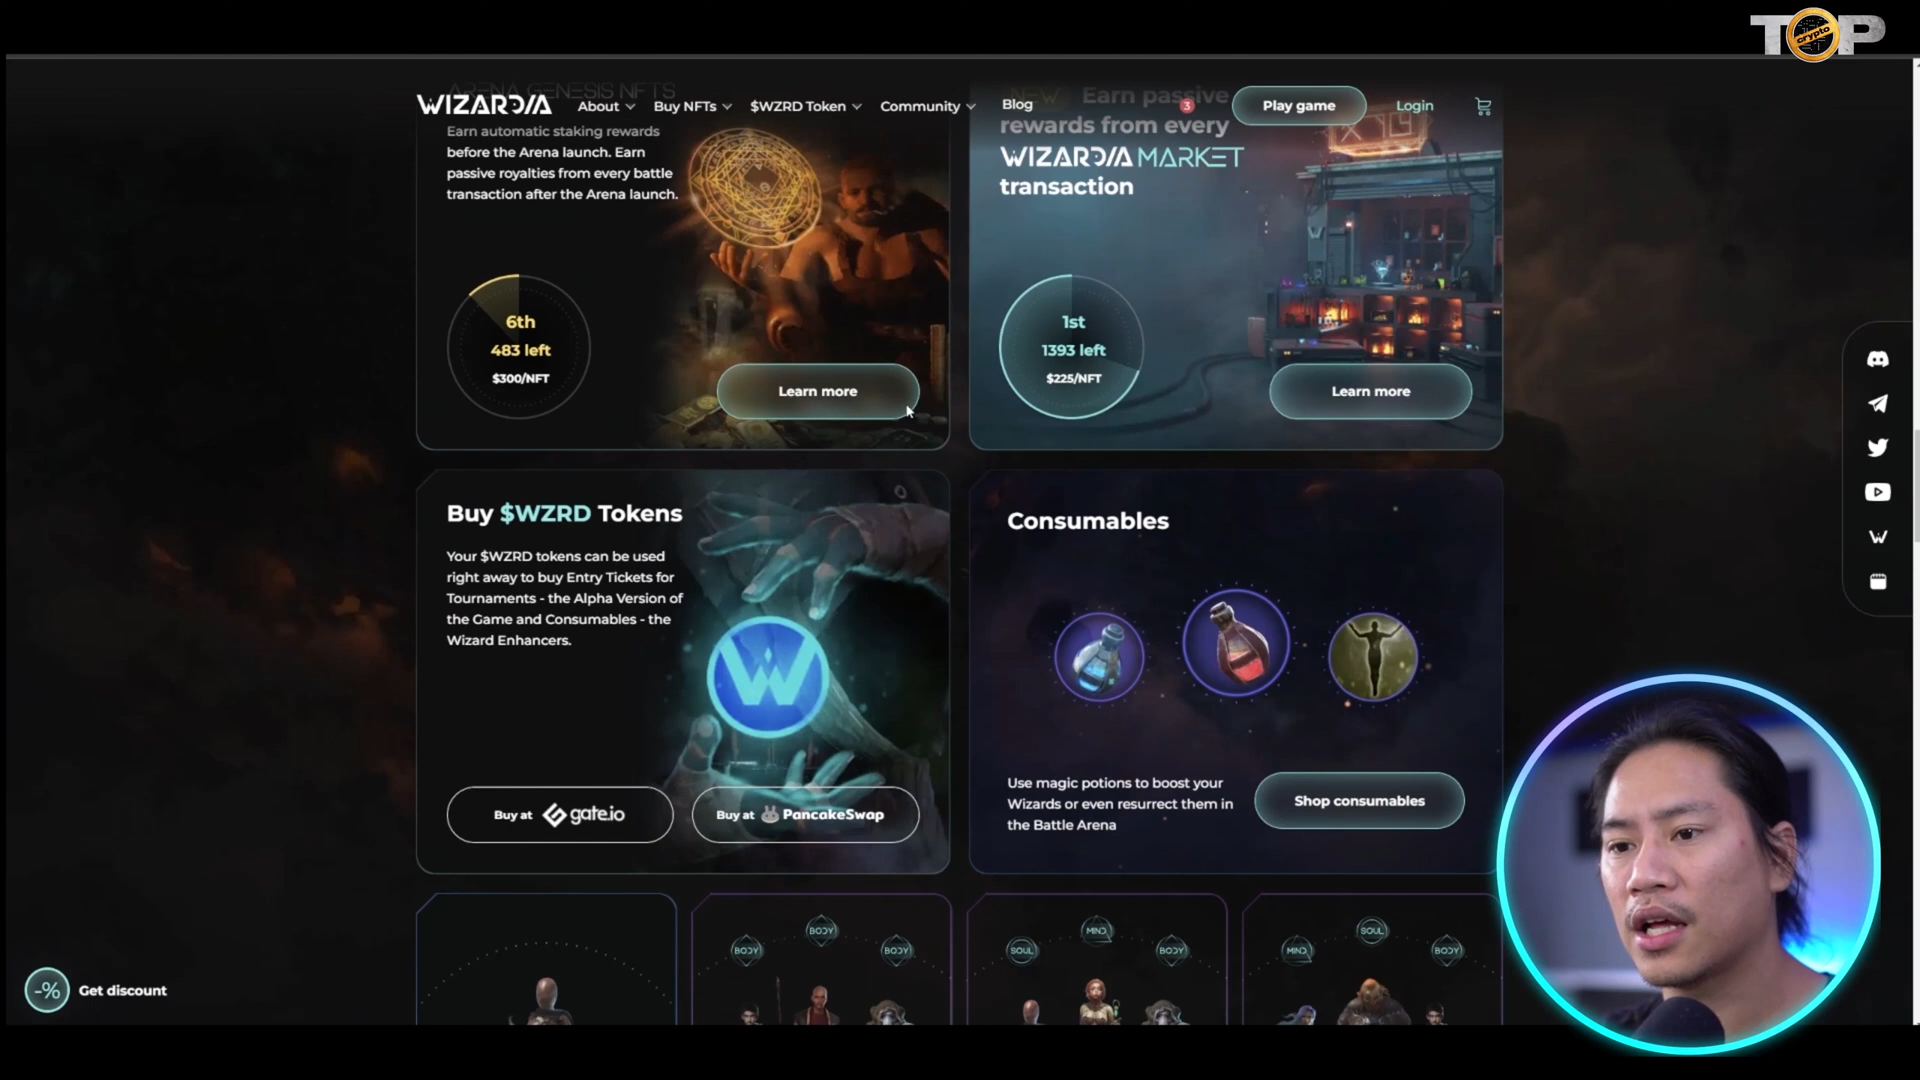 TOP
crypto
ARENA GENESIS NFTS
WIZARDIA
About
Buy NFTs
$WZRD Token
Community
Blog
3
Play game
Login
Earn automatic staking rewards
before the Arena launch. Earn
passive royalties from every battle
transaction after the Arena launch.
6th
483 left
$300/NFT
Learn more
NEW Earn passive
rewards from every
WIZARDIA MARKET
transaction
1st
1393 left
$225/NFT
Learn more
Buy $WZRD Tokens
Your $WZRD tokens can be used
right away to buy Entry Tickets for
Tournaments - the Alpha Version of
the Game and Consumables - the
Wizard Enhancers.
W
Buy at gate.io
Buy at PancakeSwap
Consumables
Use magic potions to boost your
Wizards or even resurrect them in
the Battle Arena
Shop consumables
BODY
BODY
BODY
SOUL
MIND
BODY
MIND
SOUL
BODY
W
-% Get discount